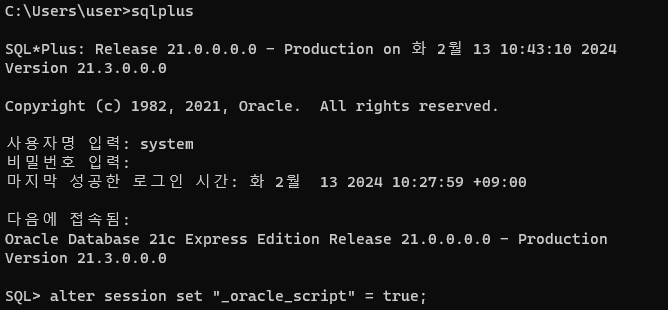 C:\Users\user>sqlplus
SQL*Plus: Release 21.0.0.0.0 - Production on 화 2월 13 10:43:10 2024
Version 21.3.0.0.0
Copyright (c) 1982, 2021, Oracle.  All rights reserved.
사용자명 입력: system
비밀번호 입력:
마지막 성공한 로그인 시간: 화 2월  13 2024 10:27:59 +09:00
다음에 접속됨:
Oracle Database 21c Express Edition Release 21.0.0.0.0 - Production
Version 21.3.0.0.0
SQL> alter session set "_oracle_script" = true;